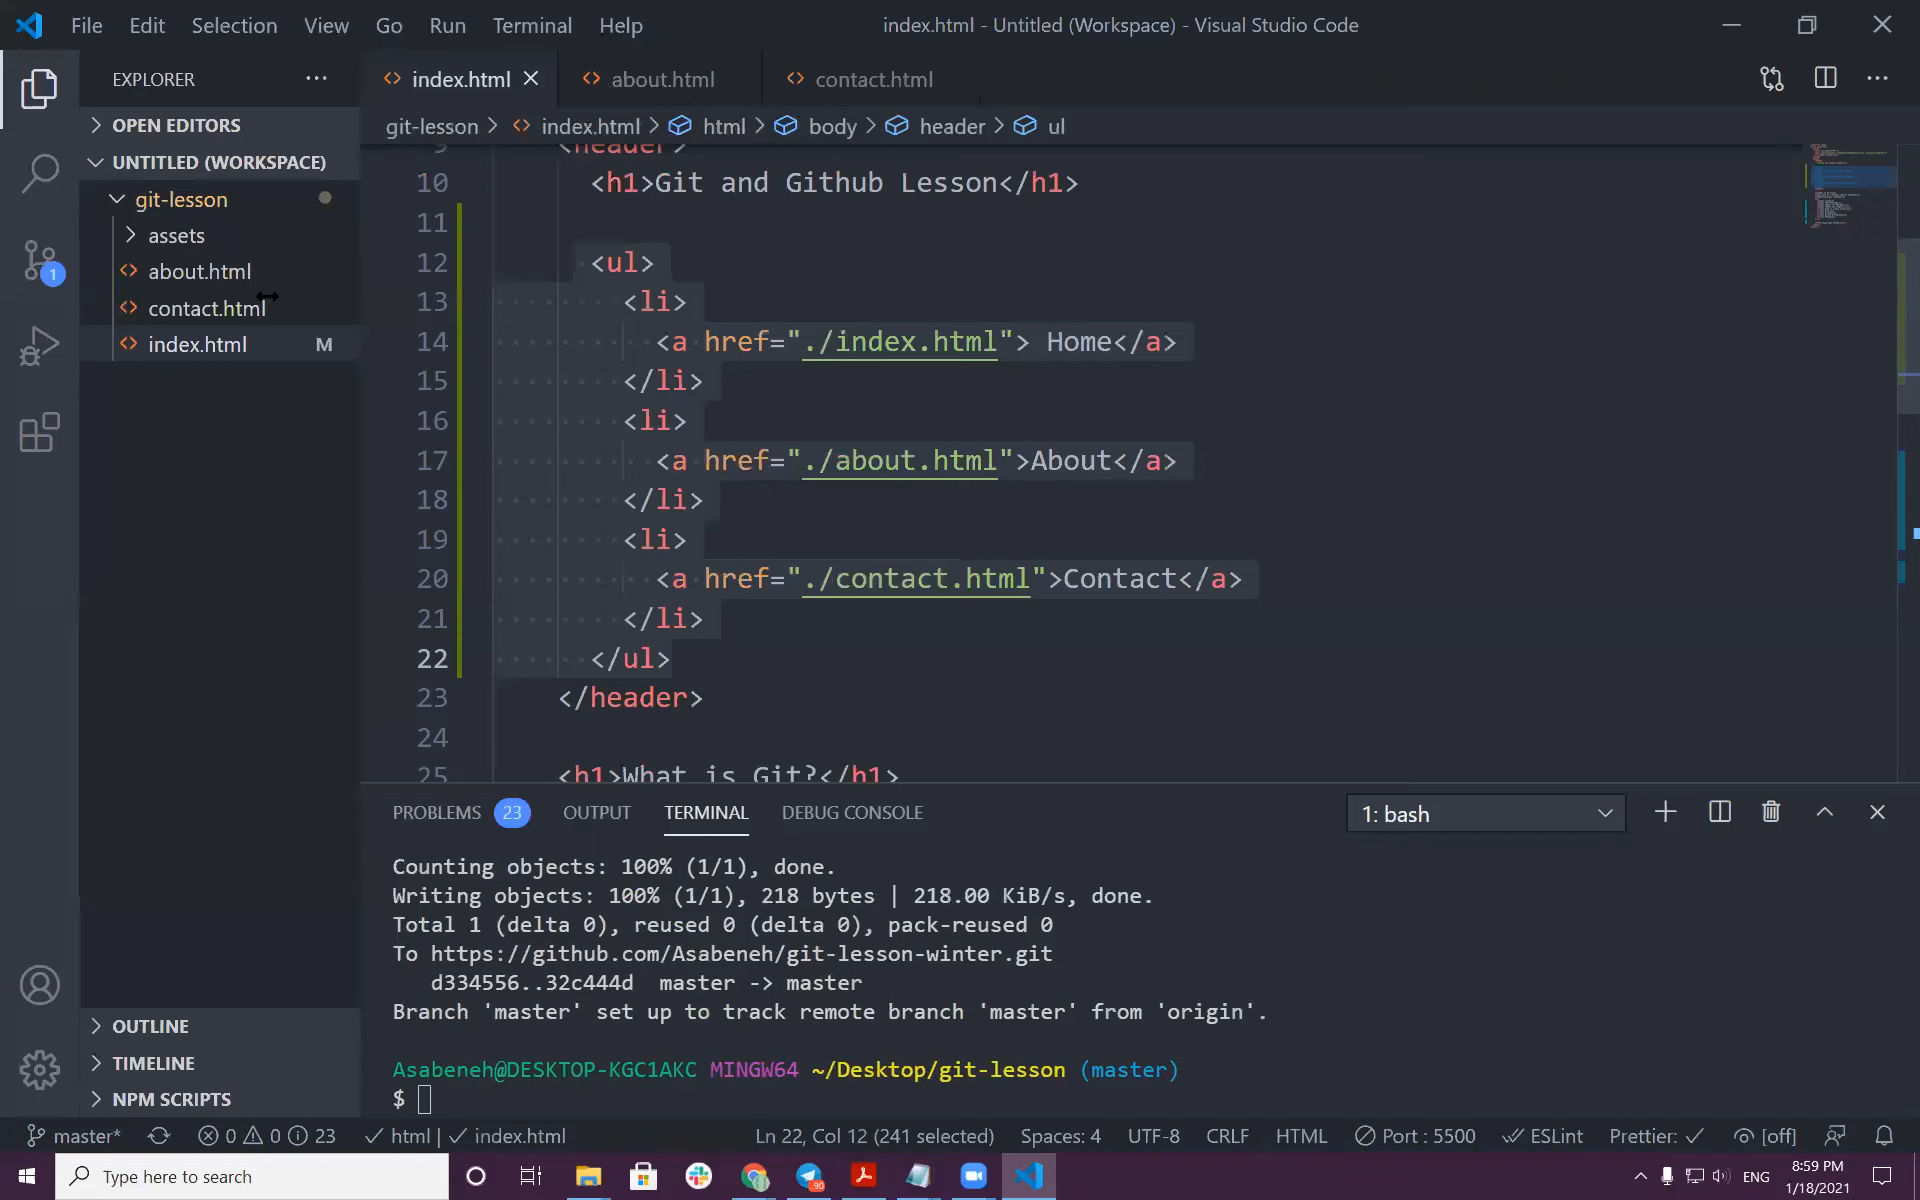 File Edit Selection View Go Run Terminal Help index.html - Untitled (Workspace) - Visual Studio Code
EXPLORER
index.html about.html contact.html
OPEN EDITORS
git-lesson > index.html > html > body > header > ul
UNTITLED (WORKSPACE)
git-lesson
assets
about.html
contact.html
index.html M
OUTLINE
TIMELINE
NPM SCRIPTS
1
9 <header>
10 <h1>Git and Github Lesson</h1>
11
12 <ul>
13 <li>
14 <a href="./index.html"> Home</a>
15 </li>
16 <li>
17 <a href="./about.html">About</a>
18 </li>
19 <li>
20 <a href="./contact.html">Contact</a>
21 </li>
22 </ul>
23 </header>
24
25 <h1>What is Git?</h1>
PROBLEMS 23 OUTPUT TERMINAL DEBUG CONSOLE 1: bash
Counting objects: 100% (1/1), done.
Writing objects: 100% (1/1), 218 bytes | 218.00 KiB/s, done.
Total 1 (delta 0), reused 0 (delta 0), pack-reused 0
To https://github.com/Asabeneh/git-lesson-winter.git
d334556..32c444d master -> master
Branch 'master' set up to track remote branch 'master' from 'origin'.
Asabeneh@DESKTOP-KGC1AKC MINGW64 ~/Desktop/git-lesson (master)
$
master* 0 0 23 html | index.html Ln 22, Col 12 (241 selected) Spaces: 4 UTF-8 CRLF HTML Port : 5500 ESLint Prettier: [off]
Type here to search 90 ENG 8:59 PM
1/18/2021